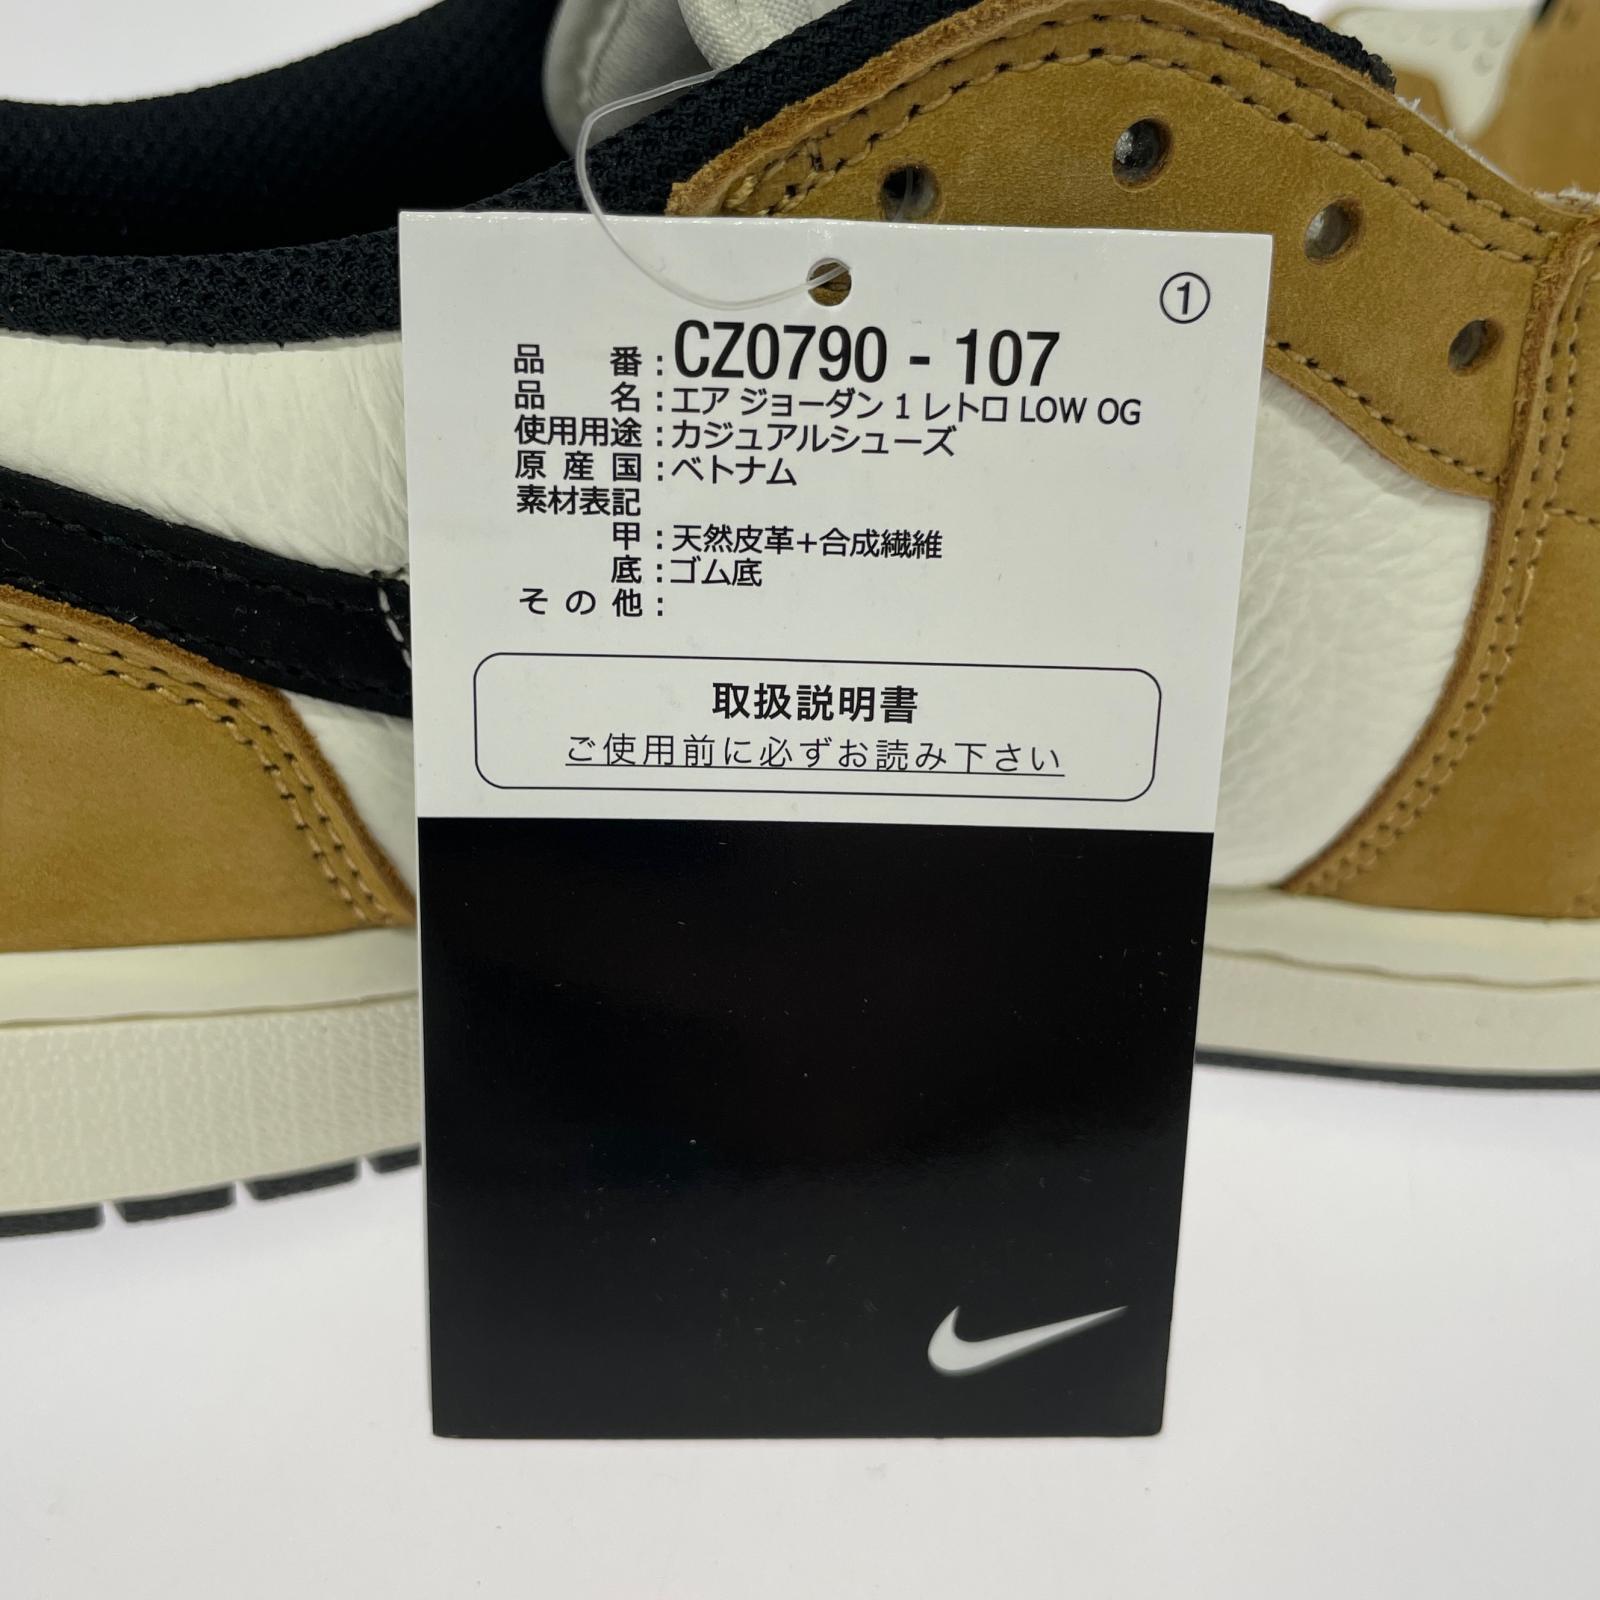 ①
品番:CZ0790 - 107
品名:エア ジョーダン 1 レトロ LOW OG
使用用途:カジュアルシューズ
原産国:ベトナム
素材表記
甲:天然皮革+合成繊維
底:ゴム底
その他:
取扱説明書
ご使用前に必ずお読み下さい